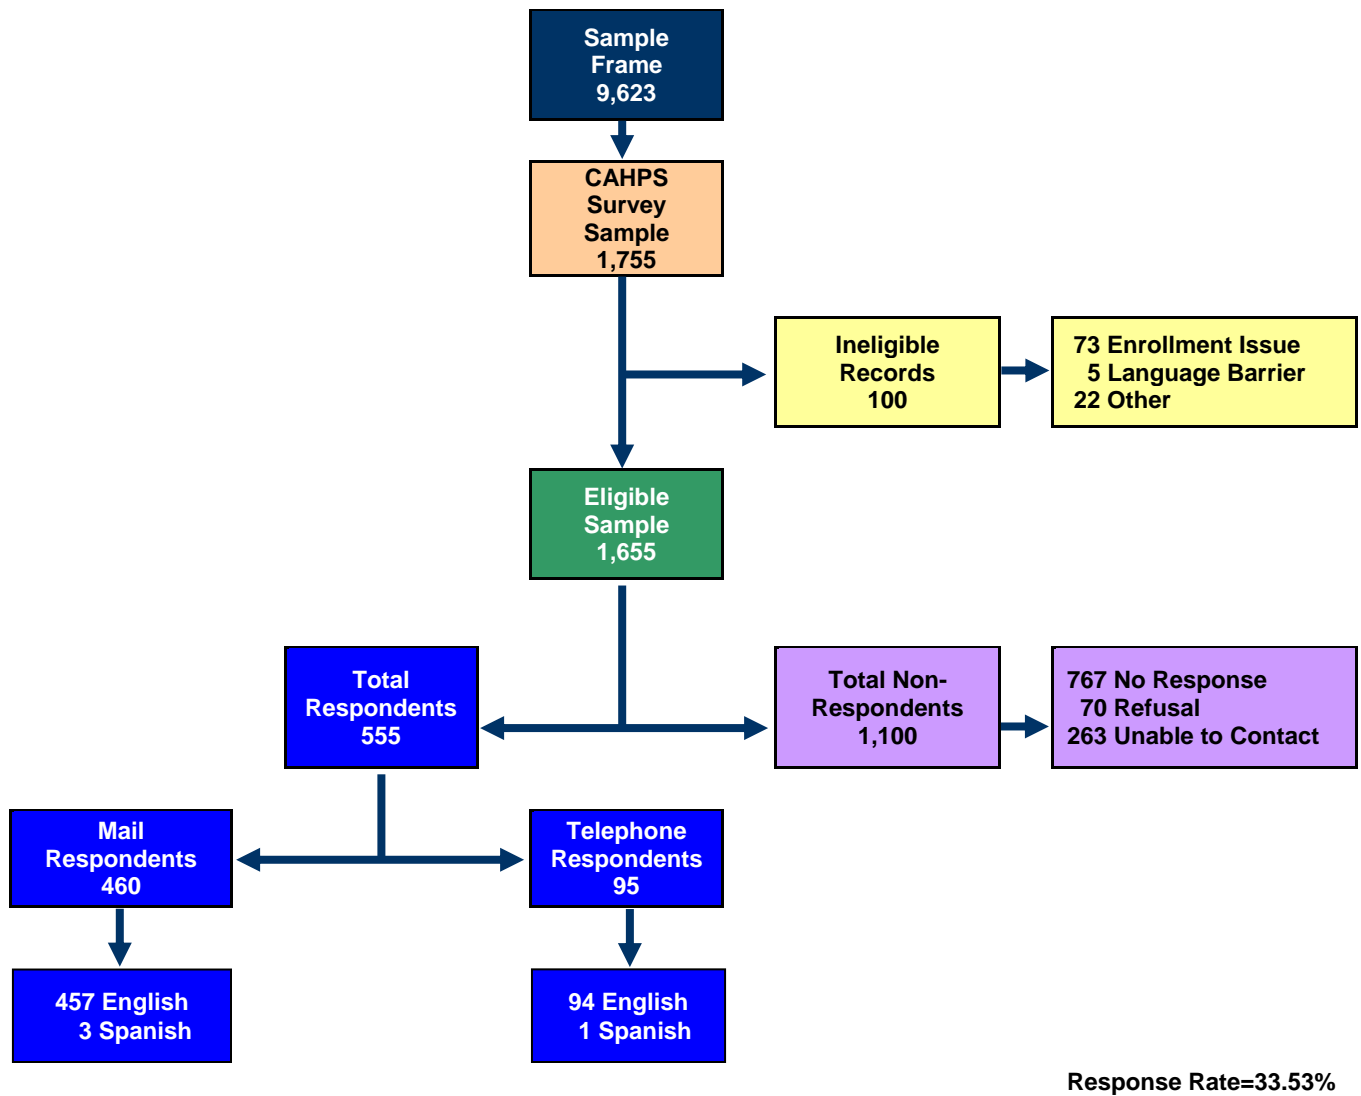 Sample
Frame
9,623
CAHPS
Survey
Sample
1,755
Ineligible
Records
100
73 Enrollment Issue
5 Language Barrier
22 Other
Eligible
Sample
1,655
Total
Respondents
555
Total Non-
Respondents
1,100
767 No Response
70 Refusal
263 Unable to Contact
Mail
Respondents
460
Telephone
Respondents
95
457 English
3 Spanish
94 English
1 Spanish
Response Rate=33.53%